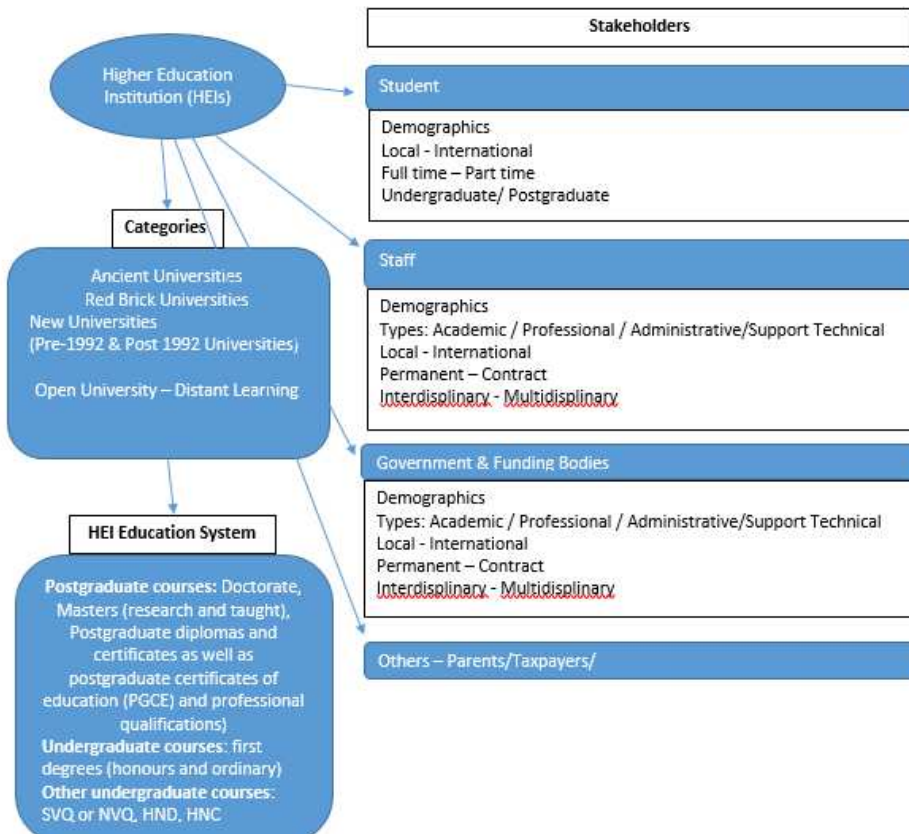 Higher Education
Institution (HEIs)
Categories
Ancient Universities
Red Brick Universities
New Universities
(Pre-1992 & Post 1992 Universities)
Open University – Distant Learning
HEI Education System
Postgraduate courses: Doctorate,
Masters (research and taught),
Postgraduate diplomas and
certificates as well as
postgraduate certificates of
education (PGCE) and professional
qualifications)
Undergraduate courses: first
degrees (honours and ordinary)
Other undergraduate courses:
SVQ or NVQ, HND, HNC
Stakeholders
Student
Demographics
Local - International
Full time – Part time
Undergraduate/ Postgraduate
Staff
Demographics
Types: Academic / Professional / Administrative/Support Technical
Local - International
Permanent – Contract
Interdisplinary - Multidisplinary
Government & Funding Bodies
Demographics
Types: Academic / Professional / Administrative/Support Technical
Local - International
Permanent – Contract
Interdisplinary - Multidisplinary
Others – Parents/Taxpayers/